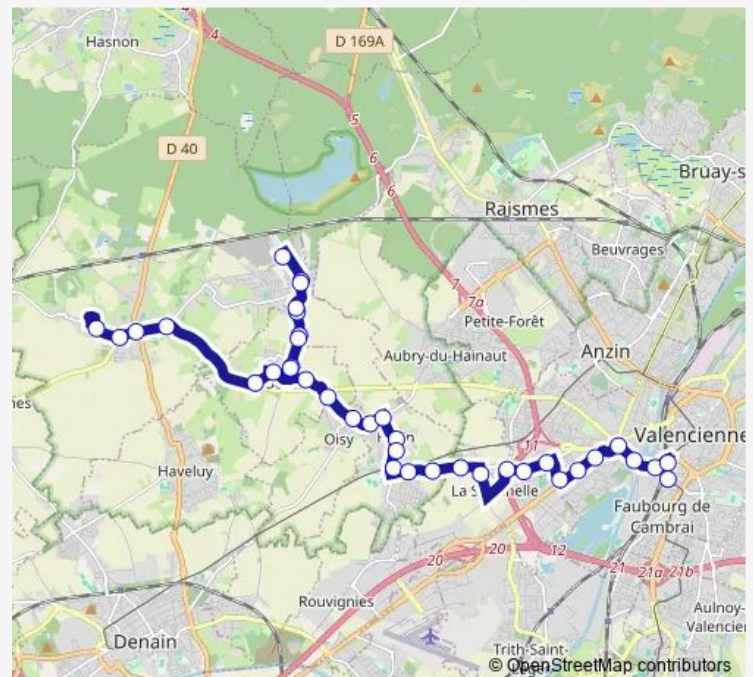 4
4
Hasnon
D 169A
5
D 40
6
6
Bruay-s
Raismes
Beuvrages
7
7a
Petite-Forêt
Aubry-du-Hainaut
Anzin
nes
Oisy
11
Valencienne
Haveluy
Faubourg de
Cambrai
20
20
12
21
21a
21b
Rouvignies
Aulnoy-
Valencien
Denain
Trith-Saint-
© OpenStreetMap contributors